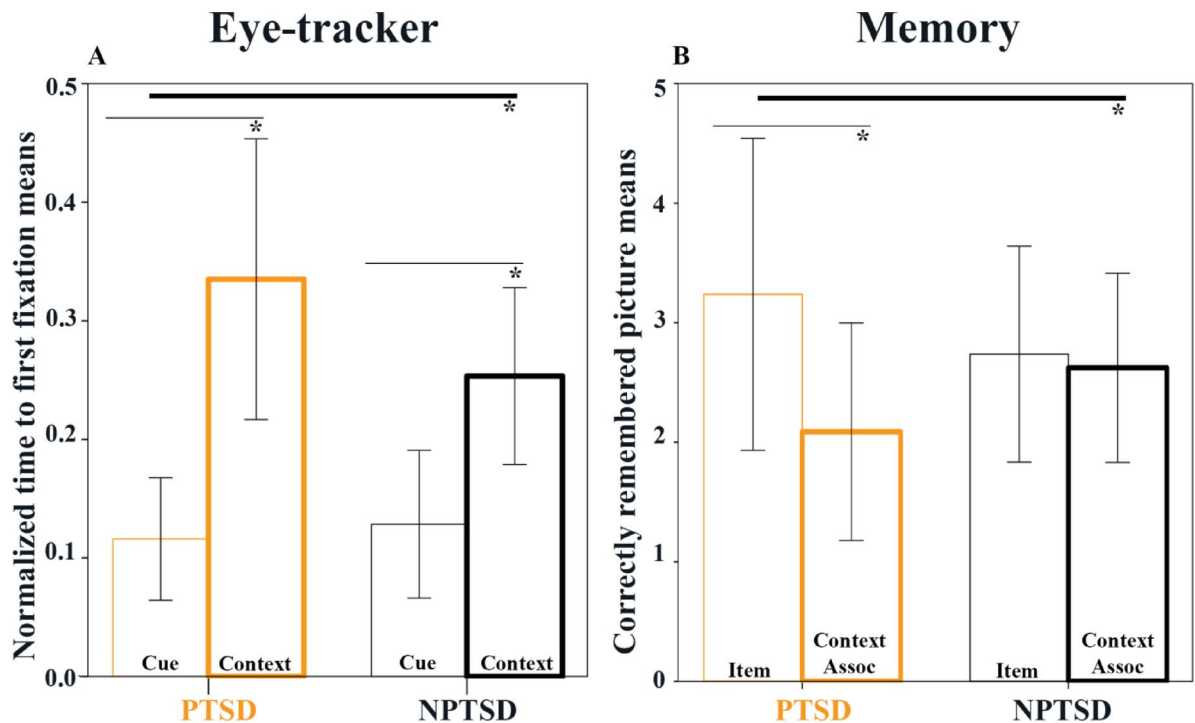 Eye-tracker
A
Normalized time to first fixation means
0.5
0.4
0.3
0.2
0.1
0.0
*
*
*
Cue
Context
Cue
Context
PTSD
NPTSD
Memory
B
Correctly remembered picture means
5
4
3
2
1
0
*
*
Item
Context
Assoc
Item
Context
Assoc
PTSD
NPTSD